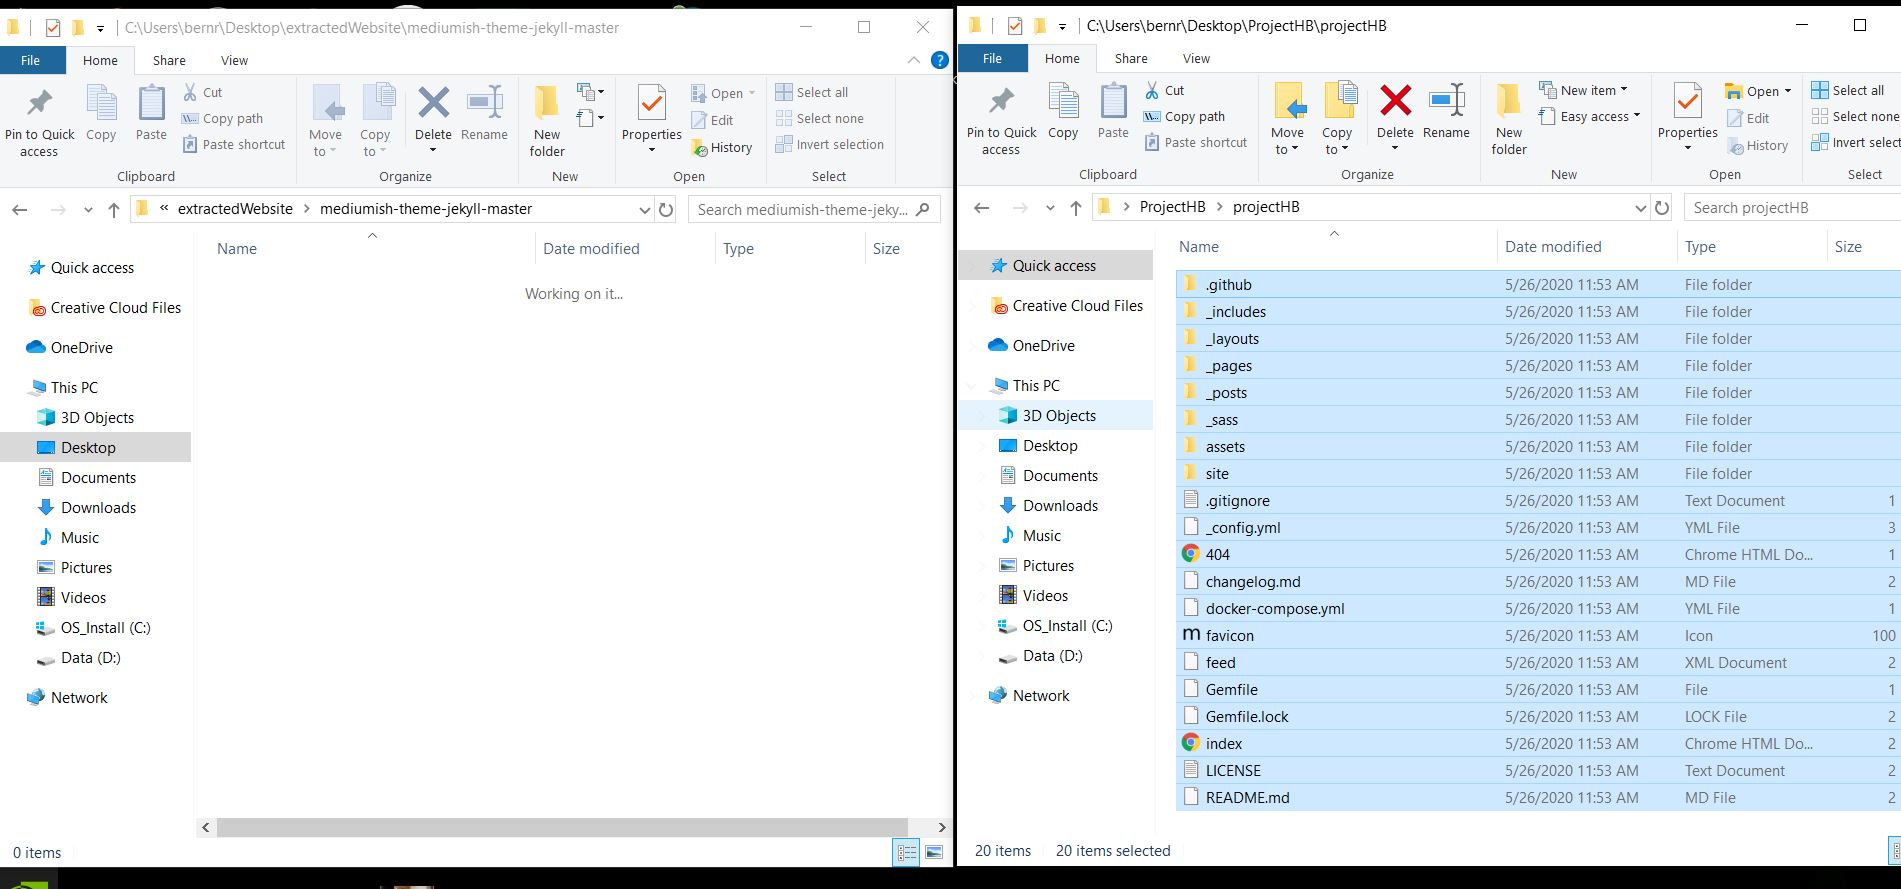 C:\Users\bernr\Desktop\extractedWebsite\mediumish-theme-jekyll-master
File Home Share View
Pin to Quick access
Copy
Paste
Cut
Copy path
Paste shortcut
Clipboard
Move to
Copy to
Delete
Rename
Organize
New folder
New
Properties
Open
Edit
History
Open
Select all
Select none
Invert selection
Select
« extractedWebsite > mediumish-theme-jekyll-master
Search mediumish-theme-jeky...
Name Date modified Type Size
Working on it...
Quick access
Creative Cloud Files
OneDrive
This PC
3D Objects
Desktop
Documents
Downloads
Music
Pictures
Videos
OS_Install (C:)
Data (D:)
Network
0 items
C:\Users\bernr\Desktop\ProjectHB\projectHB
File Home Share View
Pin to Quick access
Copy
Paste
Cut
Copy path
Paste shortcut
Clipboard
Move to
Copy to
Delete
Rename
Organize
New folder
New item
Easy access
New
Properties
Open
Edit
History
Open
Select all
Select none
Invert select
Select
> ProjectHB > projectHB
Search projectHB
Name Date modified Type Size
Quick access
Creative Cloud Files
OneDrive
This PC
3D Objects
Desktop
Documents
Downloads
Music
Pictures
Videos
OS_Install (C:)
Data (D:)
Network
.github 5/26/2020 11:53 AM File folder
_includes 5/26/2020 11:53 AM File folder
_layouts 5/26/2020 11:53 AM File folder
_pages 5/26/2020 11:53 AM File folder
_posts 5/26/2020 11:53 AM File folder
_sass 5/26/2020 11:53 AM File folder
assets 5/26/2020 11:53 AM File folder
site 5/26/2020 11:53 AM File folder
.gitignore 5/26/2020 11:53 AM Text Document 1
_config.yml 5/26/2020 11:53 AM YML File 3
404 5/26/2020 11:53 AM Chrome HTML Do... 1
changelog.md 5/26/2020 11:53 AM MD File 2
docker-compose.yml 5/26/2020 11:53 AM YML File 1
m favicon 5/26/2020 11:53 AM Icon 100
feed 5/26/2020 11:53 AM XML Document 2
Gemfile 5/26/2020 11:53 AM File 1
Gemfile.lock 5/26/2020 11:53 AM LOCK File 2
index 5/26/2020 11:53 AM Chrome HTML Do... 2
LICENSE 5/26/2020 11:53 AM Text Document 2
README.md 5/26/2020 11:53 AM MD File 2
20 items 20 items selected